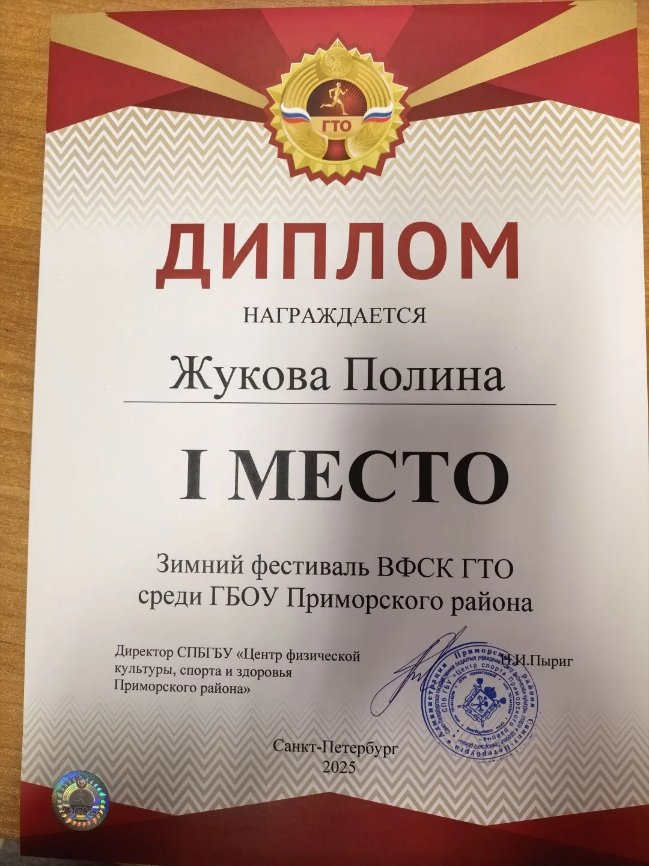 ГТО
ДИПЛОМ
НАГРАЖДАЕТСЯ
Жукова Полина
I МЕСТО
Зимний фестиваль ВФСК ГТО
среди ГБОУ Приморского района
Директор СПБГБУ «Центр физической
культуры, спорта и здоровья
Приморского района»
Н.И.Пыриг
Санкт-Петербург
2025